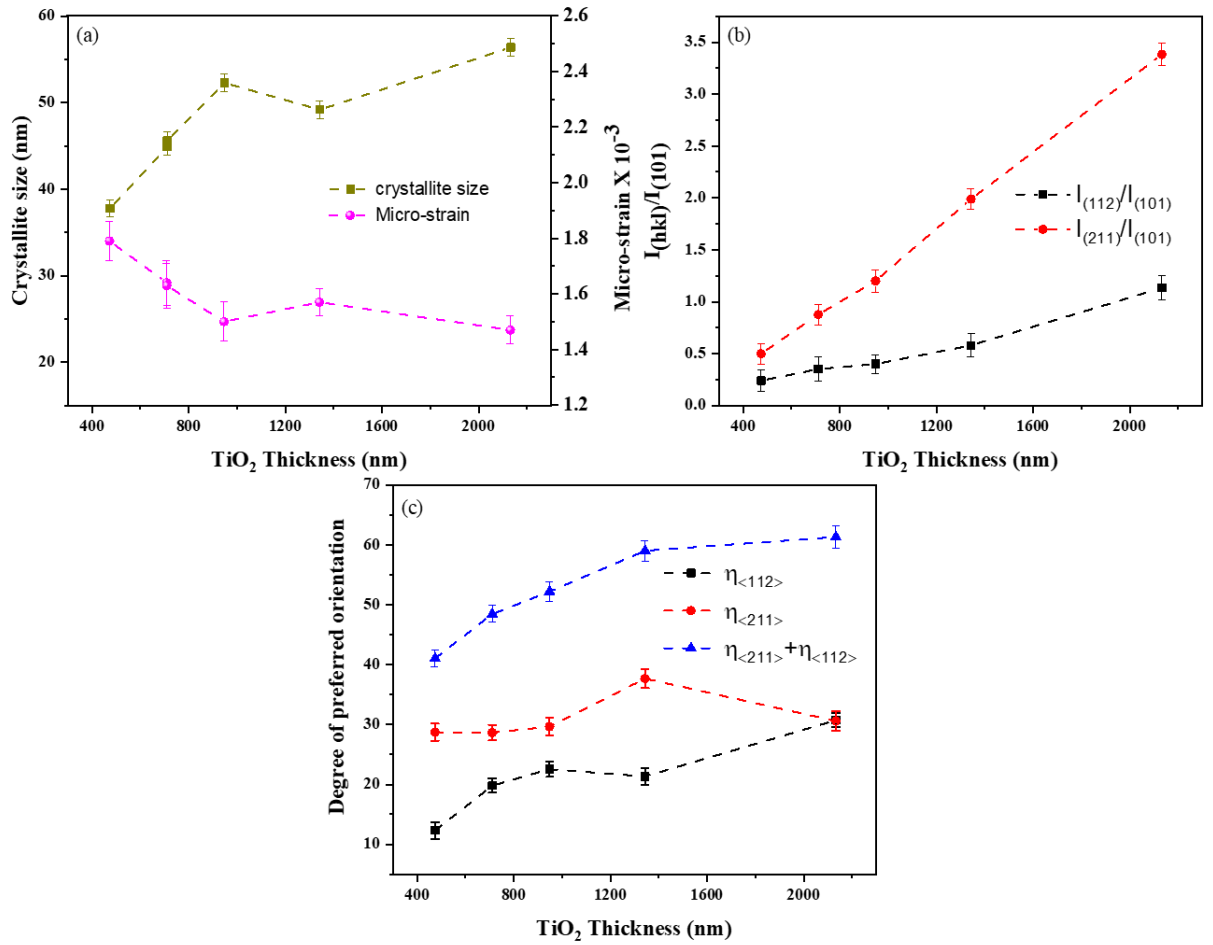 (a)
60
50
40
30
20
Crystallite size (nm)
2.6
2.4
2.2
2.0
1.8
1.6
1.4
1.2
Micro-strain X 10⁻³
crystallite size
Micro-strain
400 800 1200 1600 2000
TiO₂ Thickness (nm)
(b)
3.5
3.0
2.5
2.0
1.5
1.0
0.5
0.0
I(hkl)/I(101)
I(112)/I(101)
I(211)/I(101)
400 800 1200 1600 2000
TiO₂ Thickness (nm)
(c)
70
60
50
40
30
20
10
Degree of preferred orientation
η<112>
η<211>
η<211>+η<112>
400 800 1200 1600 2000
TiO₂ Thickness (nm)